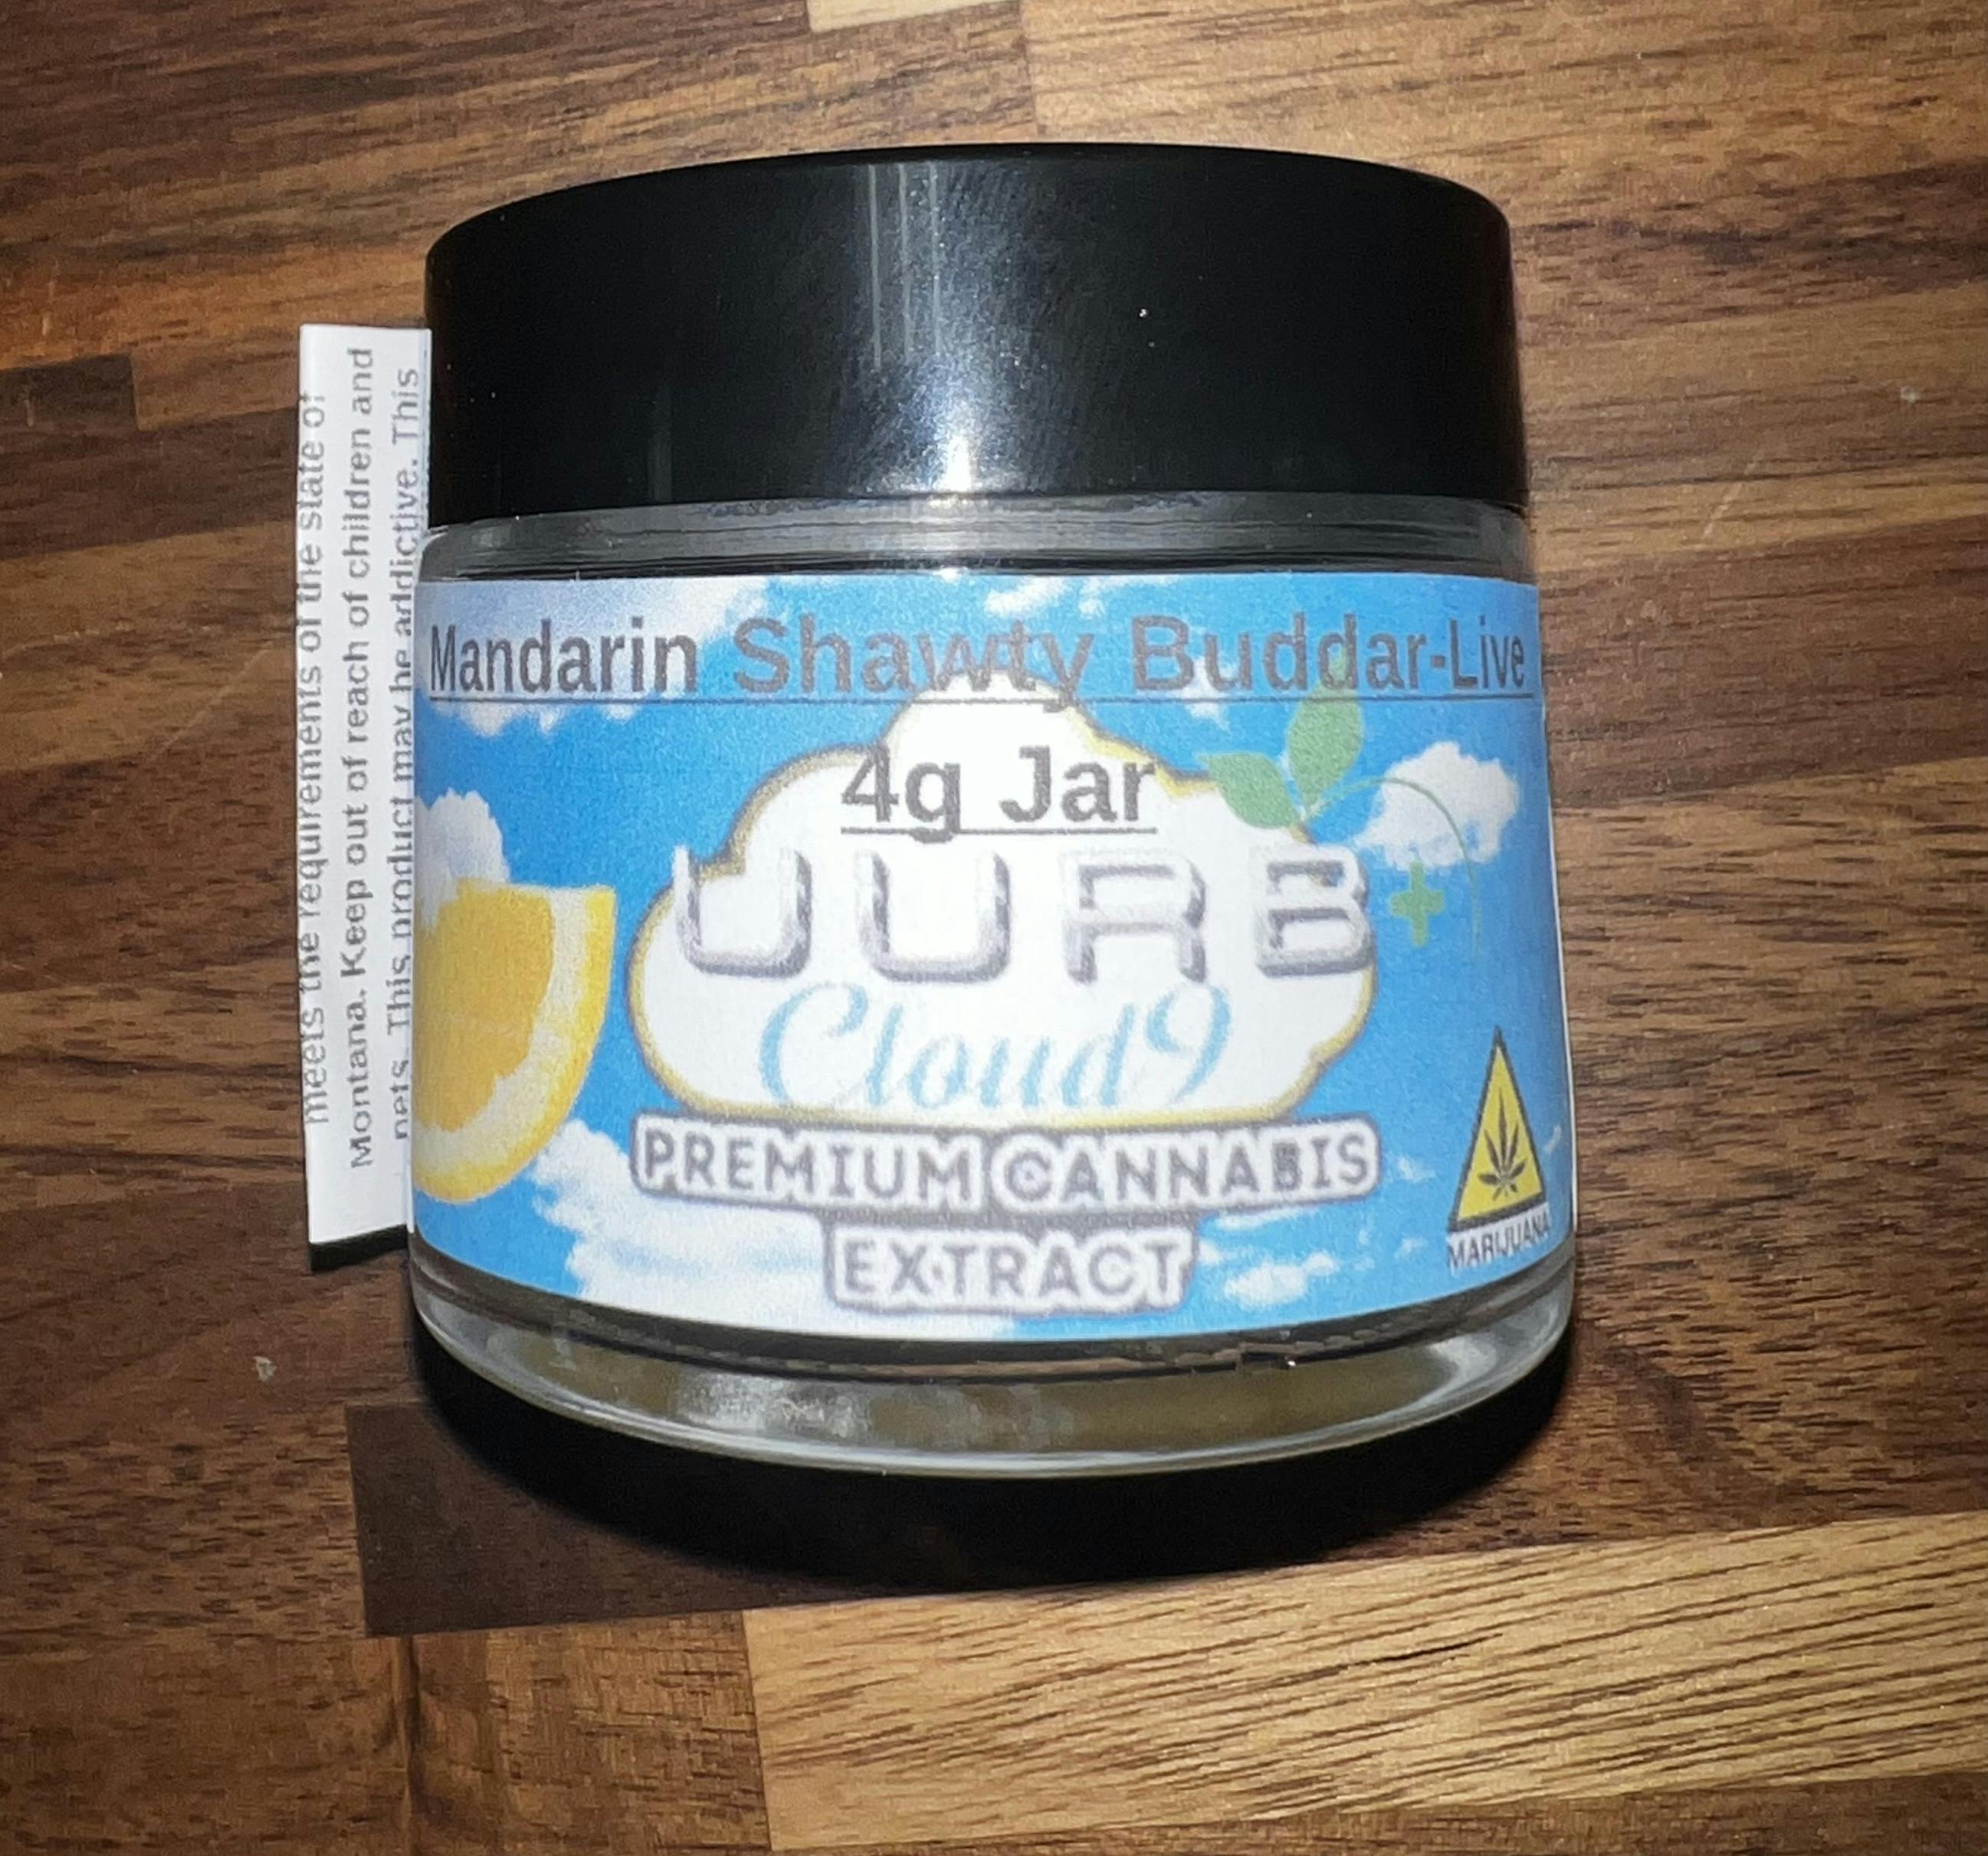 Mandarin Shawty Buddar-Live
4g Jar
JURB
Cloud9
PREMIUM CANNABIS
EXTRACT
MARIJUANA
meets the requirements of the state of
Montana. Keep out of reach of children and
pets. This product may be addictive. This